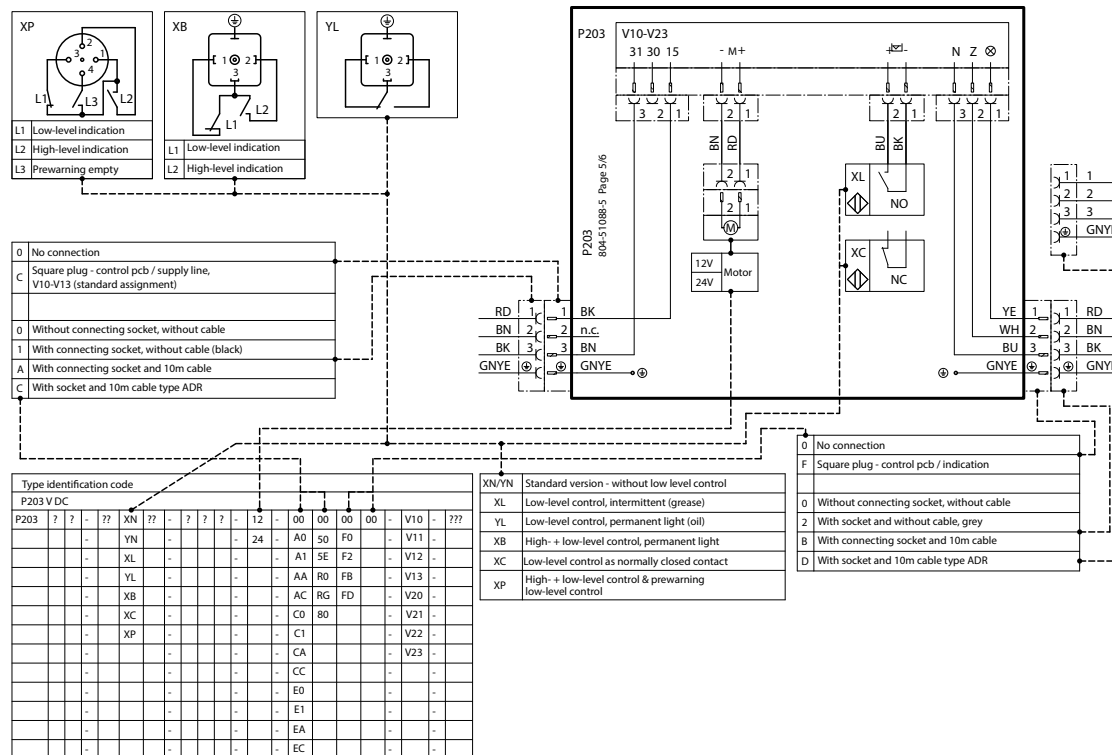 XP
2
3
1
4
L1
L3
L2
L1 Low-level indication
L2 High-level indication
L3 Prewarning empty
XB
1 2
3
L2
L1
L1 Low-level indication
L2 High-level indication
YL
1 2
3
P203 V10-V23
31 30 15 - M+ + - N Z
3 2 1 2 1 2 1 3 2 1
BN RD BU BK
2 1
2 1
M
12V
24V
Motor
P203
804-51088-5 Page 5/6
XL
NO
XC
NC
1 1
2 2
3 3
GNYE
0 No connection
C Square plug - control pcb / supply line,
V10-V13 (standard assignment)
0 Without connecting socket, without cable
1 With connecting socket, without cable (black)
A With connecting socket and 10m cable
C With socket and 10m cable type ADR
RD 1 1 BK
BN 2 2 n.c.
BK 3 3 BN
GNYE GNYE
YE 1 1 RD
WH 2 2 BN
BU 3 3 BK
GNYE GNYE
Type identification code
P203 V DC
P203 ? ? - ?? XN ?? - ? ? ? - 12 - 00 00 00 00 - V10 - ???
- YN - - 24 - A0 50 F0 - V11 -
- XL - - - A1 5E F2 - V12 -
- YL - - - AA R0 FB - V13 -
- XB - - - AC RG FD - V20 -
- XC - - - C0 80 - V21 -
- XP - - - C1 - V22 -
- - - - CA - V23 -
- - - - CC - -
- - - - E0 - -
- - - - E1 - -
- - - - EA - -
- - - - EC - -
XN/YN Standard version - without low level control
XL Low-level control, intermittent (grease)
YL Low-level control, permanent light (oil)
XB High- + low-level control, permanent light
XC Low-level control as normally closed contact
XP High- + low-level control & prewarning
low-level control
0 No connection
F Square plug - control pcb / indication
0 Without connecting socket, without cable
2 With socket and without cable, grey
B With connecting socket and 10m cable
D With socket and 10m cable type ADR